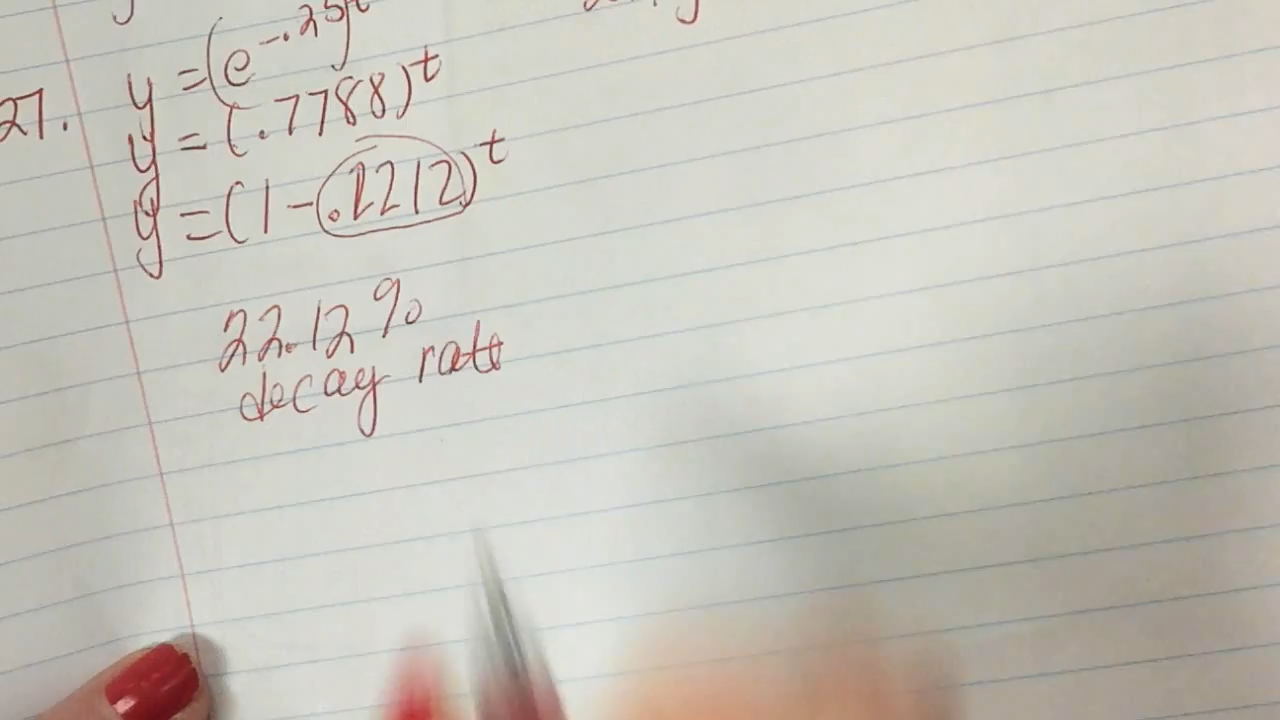 27. y = (e^-.25)^t
y = (.7788)^t
y = (1 - .2212)^t
22.12%
decay rate